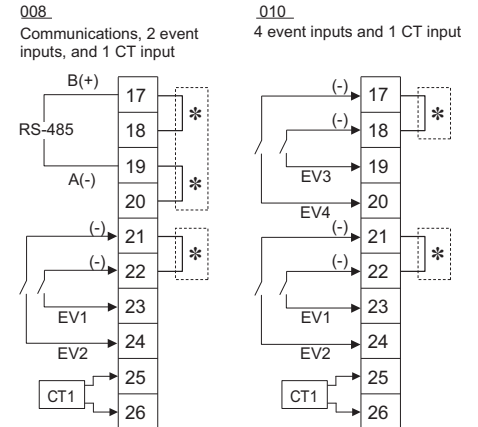 008
Communications, 2 event
inputs, and 1 CT input
B(+)
17
*
RS-485
18
19
*
A(-)
20
(-)
21
*
(-)
22
23
EV1
24
EV2
25
CT1
26
010
4 event inputs and 1 CT input
(-)
17
*
(-)
18
19
EV3
20
EV4
(-)
21
*
(-)
22
23
EV1
24
EV2
25
CT1
26